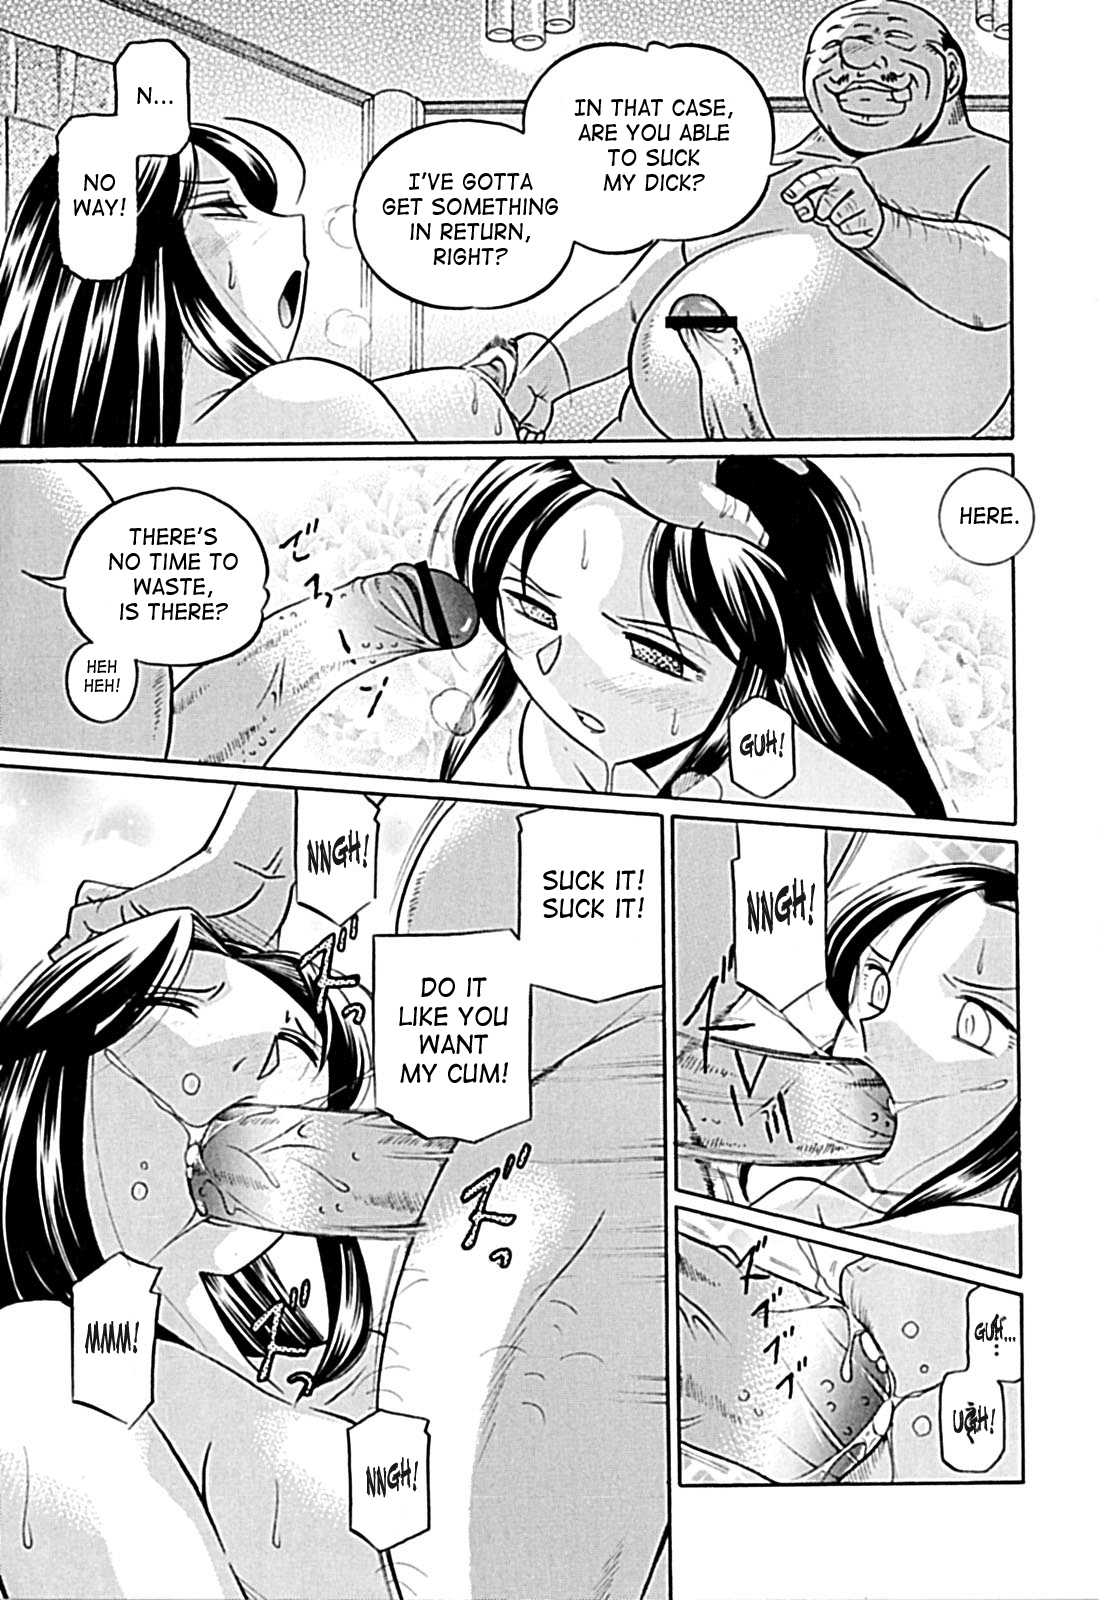 IN THAT CASE,
ARE YOU ABLE
TO SUCK
MY DICK?
I'VE GOTTA
GET SOMETHING
IN RETURN,
RIGHT?
N...
NO
WAY!
HERE.
GUH!
THERE'S
NO TIME TO
WASTE,
IS THERE?
HEH
HEH!
NNGH!
GUH...
UGH!
SUCK IT!
SUCK IT!
DO IT
LIKE YOU
WANT
MY CUM!
NNGH!
MMM!
NNGH!